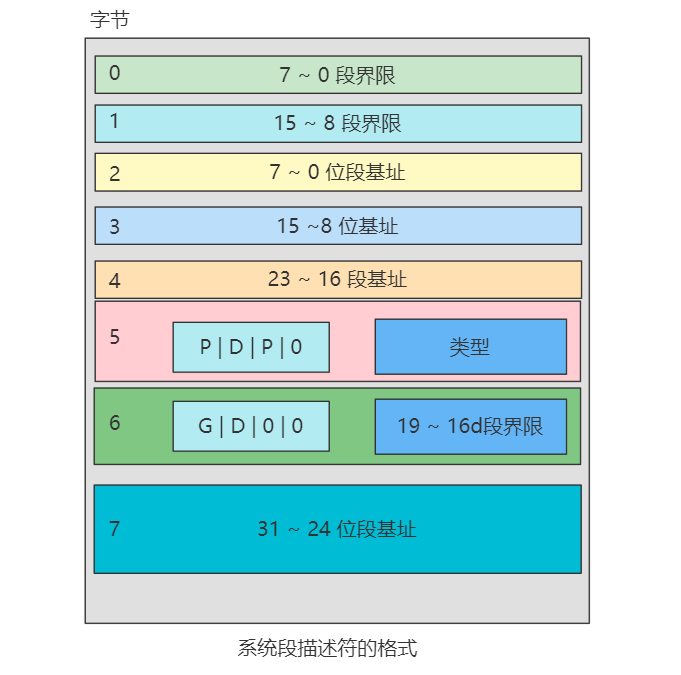 字节
0 7 ~ 0 段界限
1 15 ~ 8 段界限
2 7 ~ 0 位段基址
3 15 ~8 位基址
4 23 ~ 16 段基址
5 P | D | P | 0 类型
6 G | D | 0 | 0 19 ~ 16d段界限
7 31 ~ 24 位段基址
系统段描述符的格式